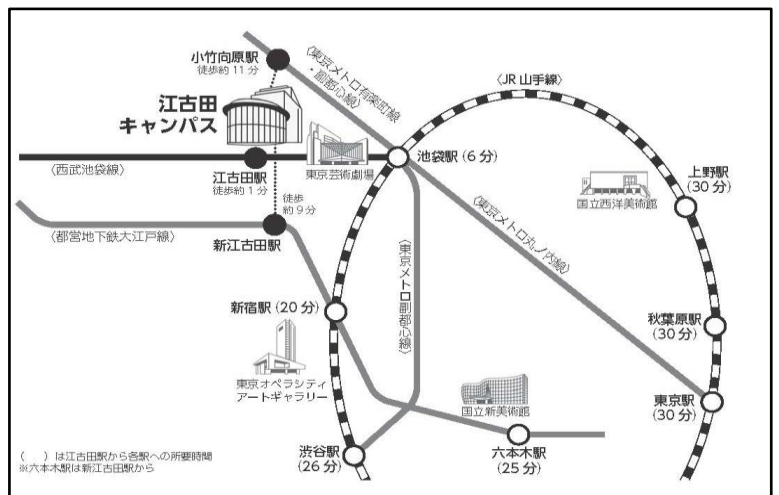 小竹向原駅
徒歩約11分
〈東京メトロ有楽町線
・副都心線〉
〈JR山手線〉
江古田
キャンパス
池袋駅(6分)
〈西武池袋線〉
江古田駅
徒歩約1分
東京芸術劇場
上野駅
(30分)
国立西洋美術館
徒歩
約9分
〈都営地下鉄大江戸線〉
新江古田駅
〈東京メトロ丸ノ内線〉
〈東京メトロ副都心線〉
新宿駅(20分)
秋葉原駅
(30分)
東京オペラシティ
アートギャラリー
国立新美術館
東京駅
(30分)
渋谷駅
(26分)
六本木駅
(25分)
(  )は江古田駅から各駅への所要時間
※六本木駅は新江古田駅から